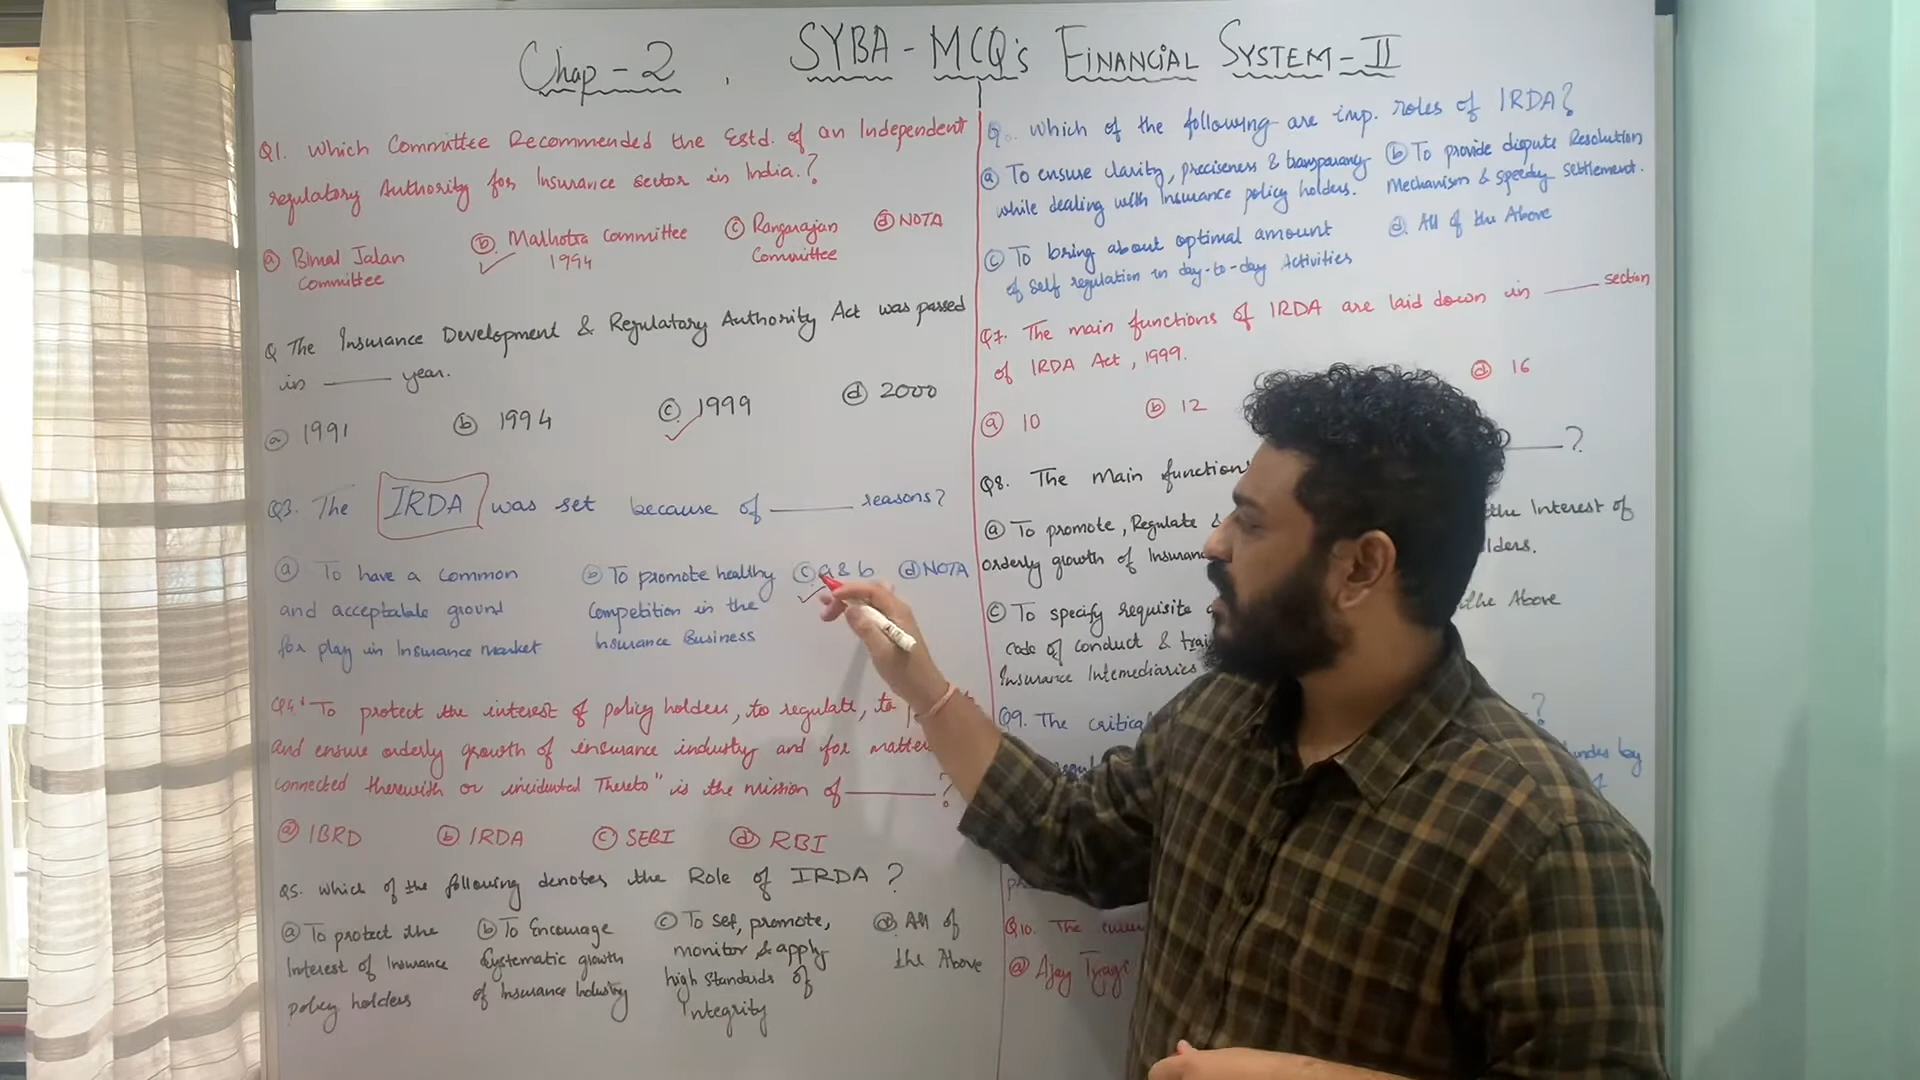 Chap-2 SYBA-MCQ's FINANCIAL SYSTEM-II
Q1. Which Committee Recommended the Estd. of an Independent
regulatory Authority for Insurance sector in India.?
(a) Bimal Jalan
Committee
(b) Malhotra Committee
1994
(c) Rangarajan
Committee
(d) NOTA
Q The Insurance Development & Regulatory Authority Act was passed
in ____ year.
(a) 1991 (b) 1994 (c) 1999 (d) 2000
Q3. The IRDA was set because of ____ reasons?
(a) To have a common
and acceptable ground
for play in Insurance market
(b) To promote healthy
Competition in the
Insurance Business
(c) a & b (d) NOTA
Q4 "To protect the interest of policy holders, to regulate, to
and ensure orderly growth of insurance industry and for matter
connected therewith or incidental Thereto" is the mission of ____?
(a) IBRD (b) IRDA (c) SEBI (d) RBI
Q5. which of the following denotes the Role of IRDA?
(a) To protect the
Interest of Insurance
policy holders
(b) To Encourage
Systematic growth
of Insurance Industry
(c) To set, promote,
monitor & apply
high Standards of
Integrity
(d) All of
the Above
Q. Which of the following are imp. roles of IRDA?
(a) To ensure clarity, preciseness & transparancy
while dealing with Insurance policy holders.
(b) To provide dispute Resolution
Mechanism & speedy settlement.
(c) To bring about optimal amount
of self regulation in day-to-day Activities
(d. All of the Above
Q7. The main functions of IRDA are laid down in ____ section
of IRDA Act, 1999.
(a) 10 (b) 12 (d) 16
Q8. The Main function ____?
(a) To promote, Regulate &
orderly growth of Insuranc
the Interest of
lders.
(c) To specify requisite
code of conduct & trai
Insurance Intemediaries
the Above
Q9. The critica ?
regul
by
Q10. The
(a) Ajay Tyagi